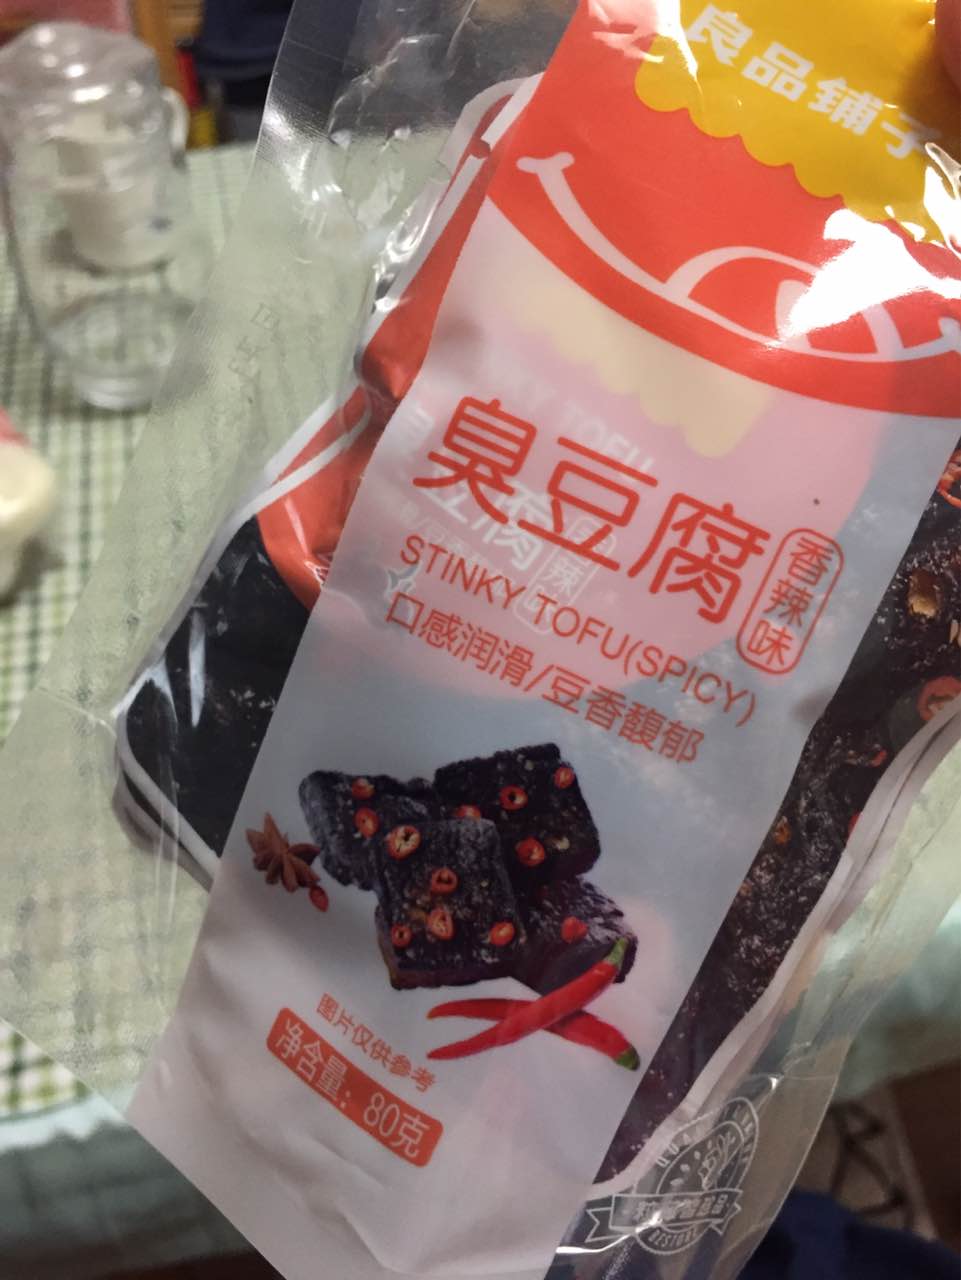 良品铺子
臭豆腐
香辣味
STINKY TOFU(SPICY)
口感润滑/豆香馥郁
图片仅供参考
净含量：80克
BESTORE